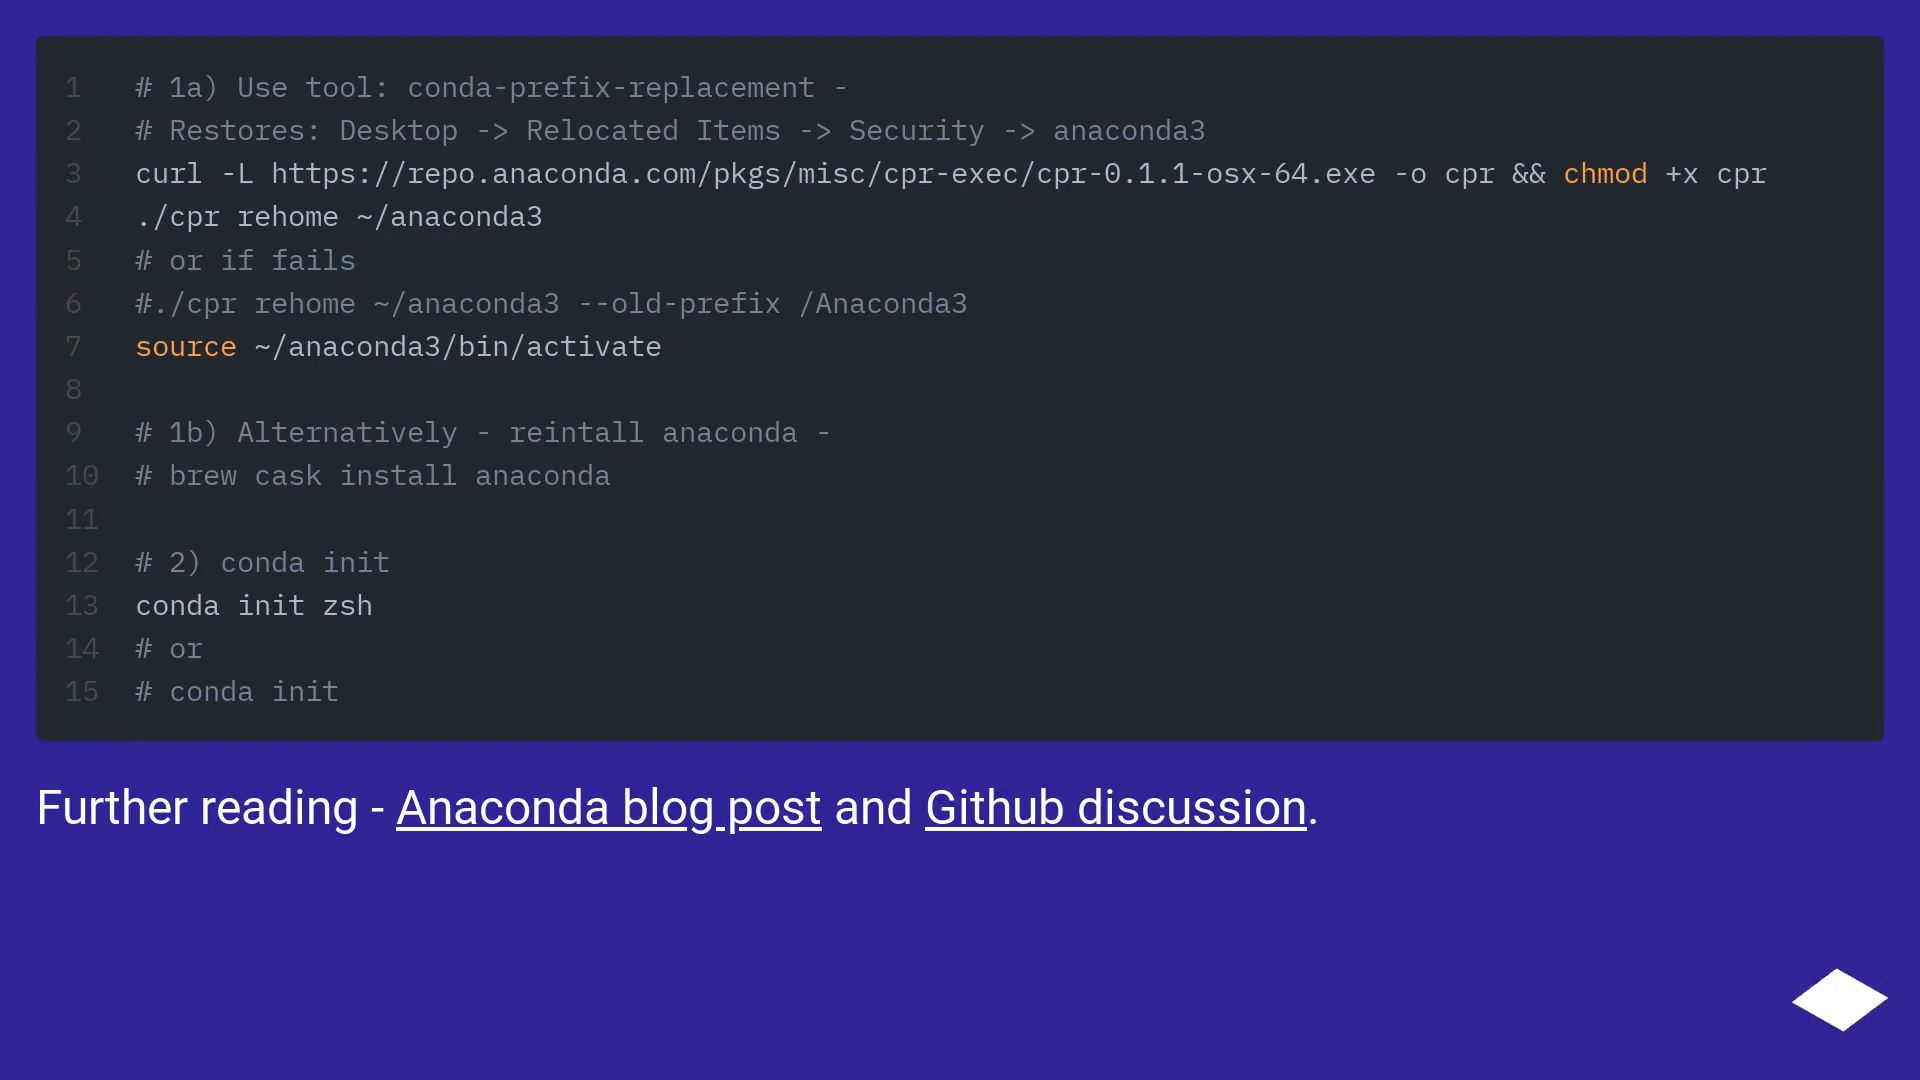 1 # 1a) Use tool: conda-prefix-replacement -
2 # Restores: Desktop -> Relocated Items -> Security -> anaconda3
3 curl -L https://repo.anaconda.com/pkgs/misc/cpr-exec/cpr-0.1.1-osx-64.exe -o cpr && chmod +x cpr
4 ./cpr rehome ~/anaconda3
5 # or if fails
6 #./cpr rehome ~/anaconda3 --old-prefix /Anaconda3
7 source ~/anaconda3/bin/activate
8
9 # 1b) Alternatively - reintall anaconda -
10 # brew cask install anaconda
11
12 # 2) conda init
13 conda init zsh
14 # or
15 # conda init
Further reading - Anaconda blog post and Github discussion.